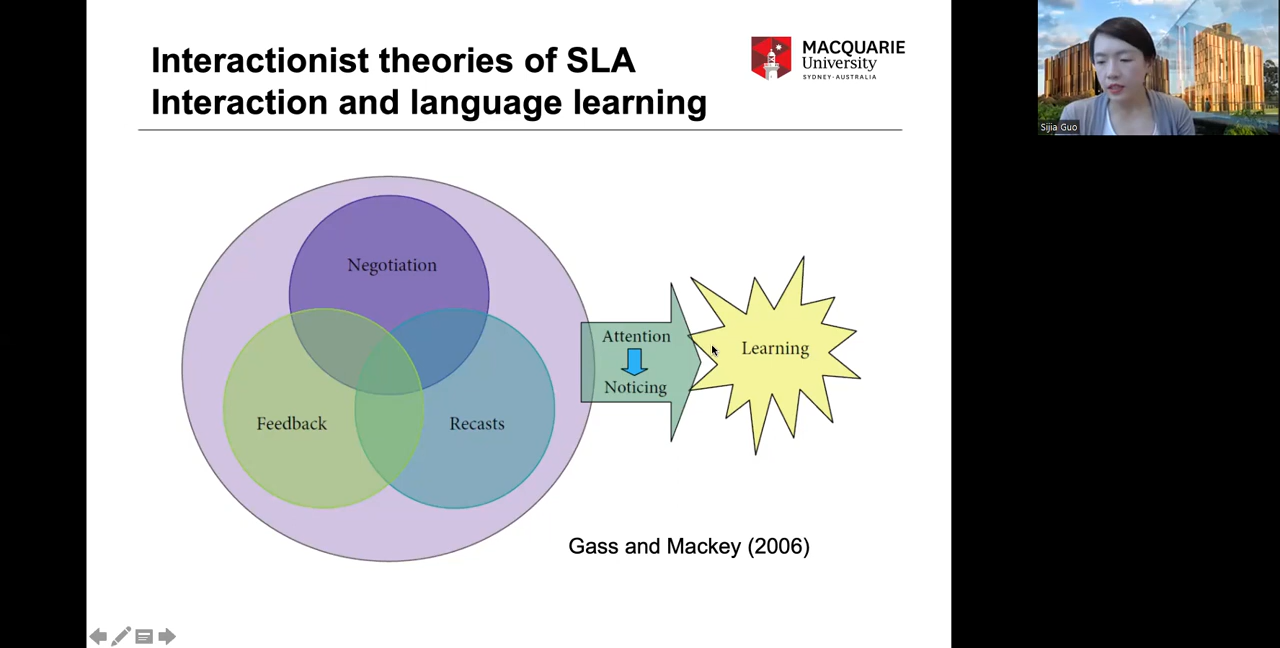 Interactionist theories of SLA
Interaction and language learning
MACQUARIE
University
SYDNEY·AUSTRALIA
Sijia Guo
Negotiation
Attention
Learning
Noticing
Feedback
Recasts
Gass and Mackey (2006)